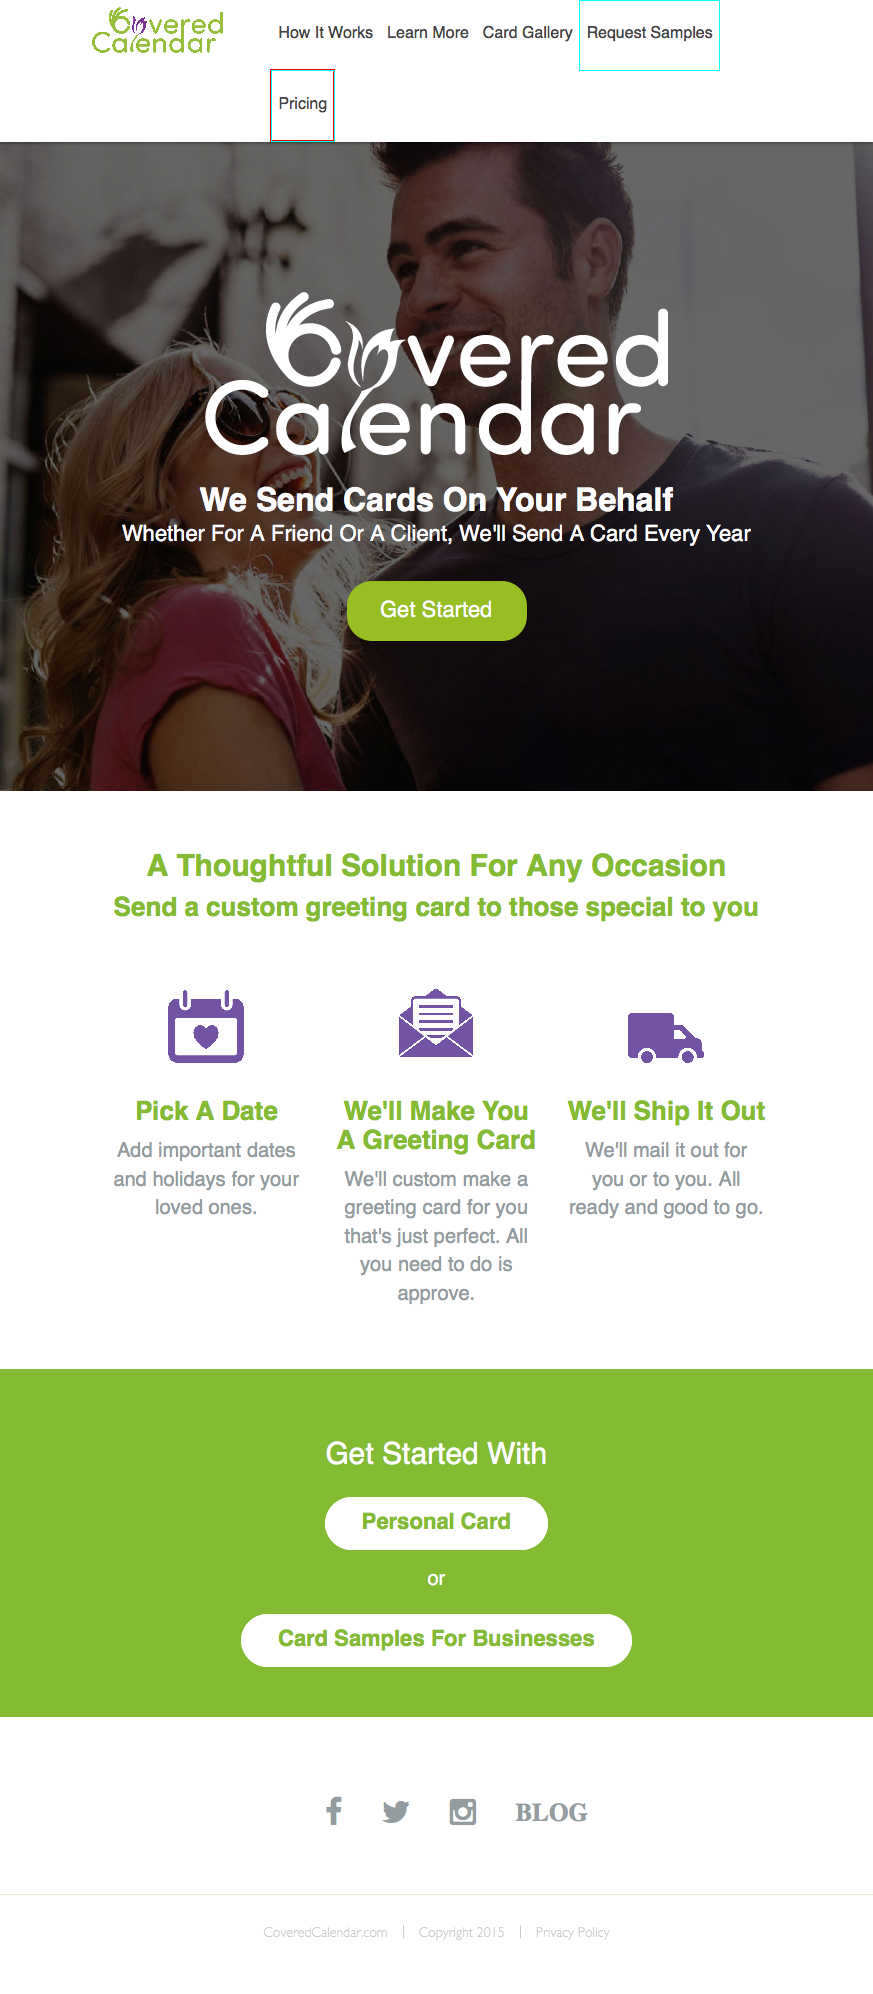 Covered
Calendar
How It Works
Learn More
Card Gallery
Request Samples
Pricing
Covered
Calendar
We Send Cards On Your Behalf
Whether For A Friend Or A Client, We'll Send A Card Every Year
Get Started
A Thoughtful Solution For Any Occasion
Send a custom greeting card to those special to you
Pick A Date
Add important dates
and holidays for your
loved ones.
We'll Make You
A Greeting Card
We'll custom make a
greeting card for you
that's just perfect. All
you need to do is
approve.
We'll Ship It Out
We'll mail it out for
you or to you. All
ready and good to go.
Get Started With
Personal Card
or
Card Samples For Businesses
BLOG
CoveredCalendar.com | Copyright 2015 | Privacy Policy